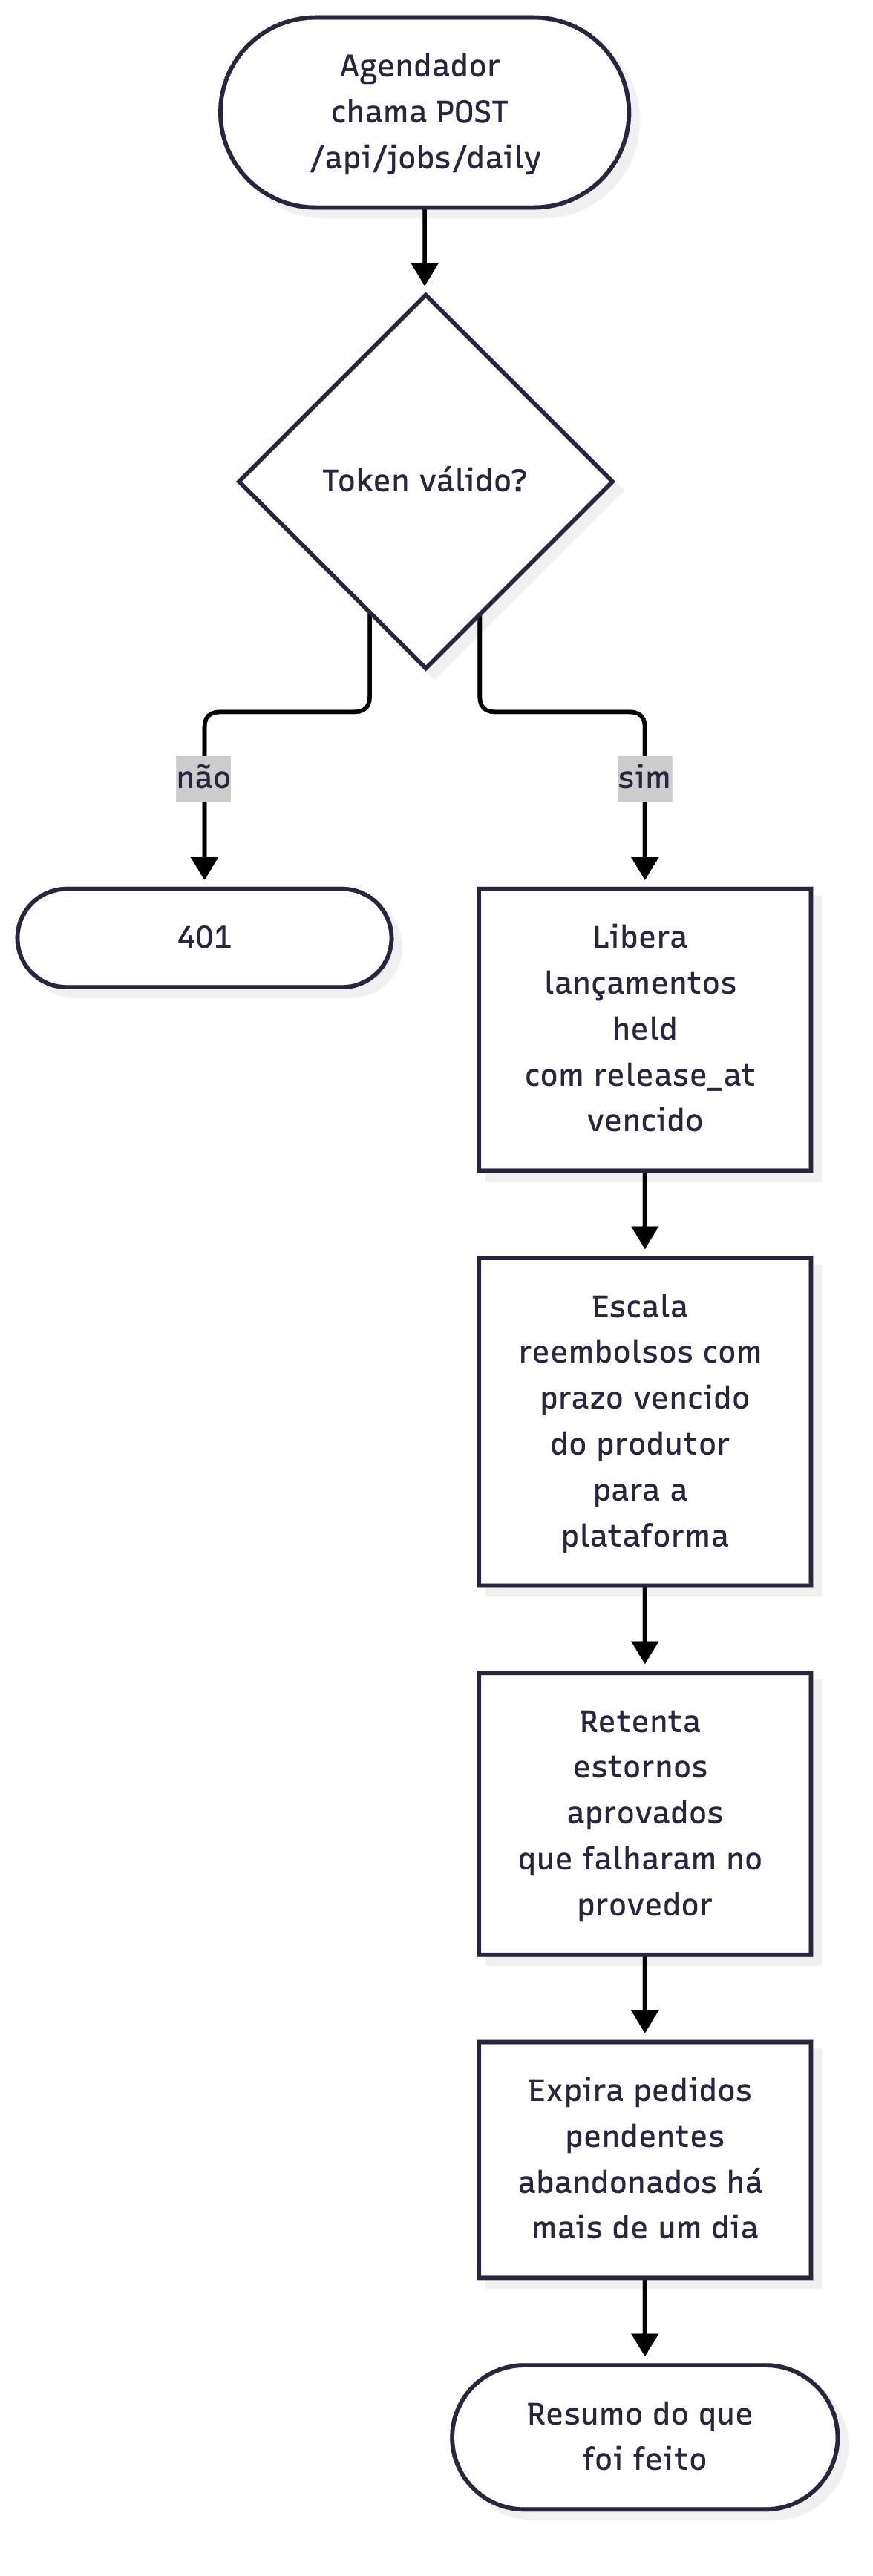 Agendador
chama POST
/api/jobs/daily
Token válido?
não
sim
401
Libera
lançamentos
held
com release_at
vencido
Escala
reembolsos com
prazo vencido
do produtor
para a
plataforma
Retenta
estornos
aprovados
que falharam no
provedor
Expira pedidos
pendentes
abandonados há
mais de um dia
Resumo do que
foi feito